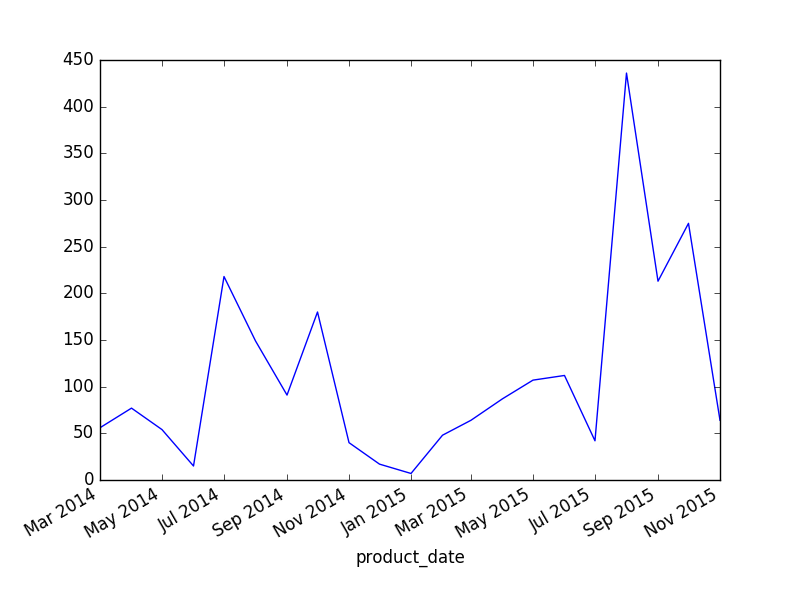 450
400
350
300
250
200
150
100
50
0
Mar 2014
May 2014
Jul 2014
Sep 2014
Nov 2014
Jan 2015
Mar 2015
May 2015
Jul 2015
Sep 2015
Nov 2015
product_date